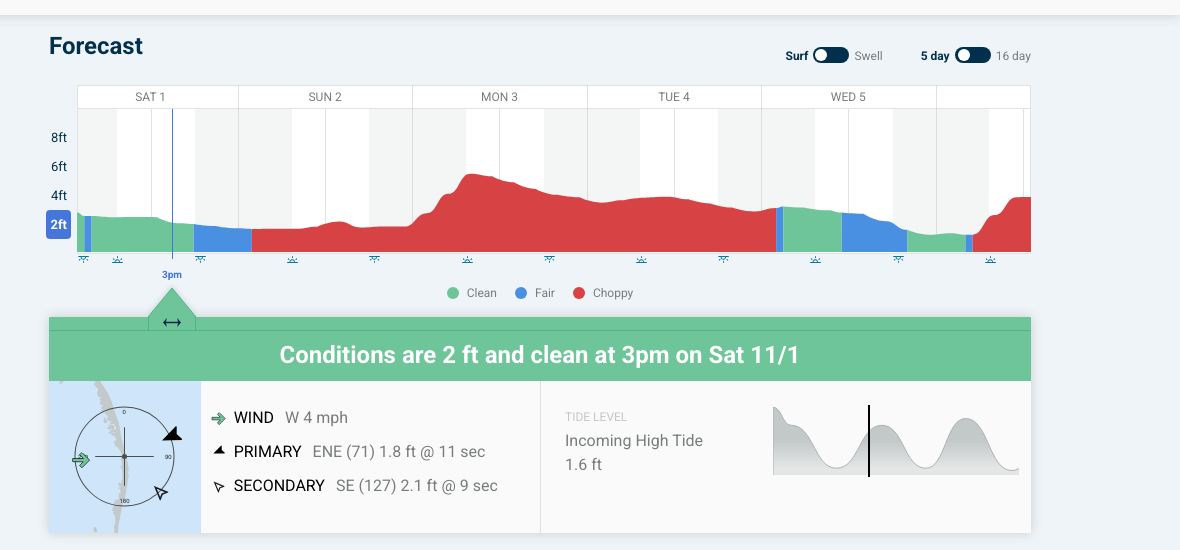 Forecast
Surf Swell 5 day 16 day
SAT 1 SUN 2 MON 3 TUE 4 WED 5
8ft
6ft
4ft
2ft
3pm
Clean Fair Choppy
Conditions are 2 ft and clean at 3pm on Sat 11/1
0
90
180
WIND W 4 mph
PRIMARY ENE (71) 1.8 ft @ 11 sec
SECONDARY SE (127) 2.1 ft @ 9 sec
TIDE LEVEL
Incoming High Tide
1.6 ft